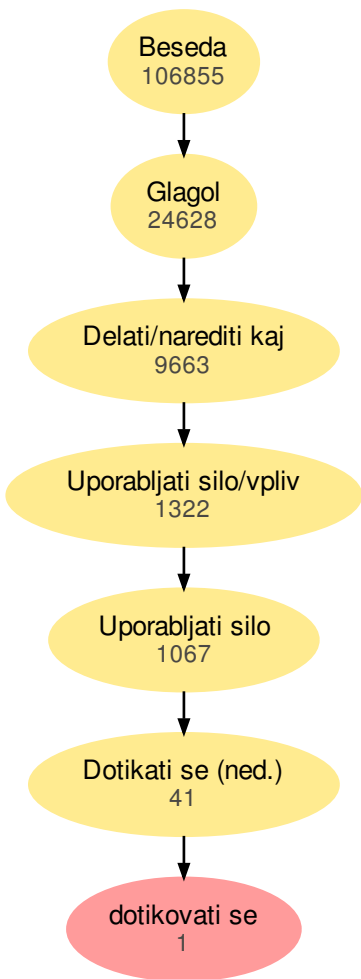 Beseda
106855
Glagol
24628
Delati/narediti kaj
9663
Uporabljati silo/vpliv
1322
Uporabljati silo
1067
Dotikati se (ned.)
41
dotikovati se
1